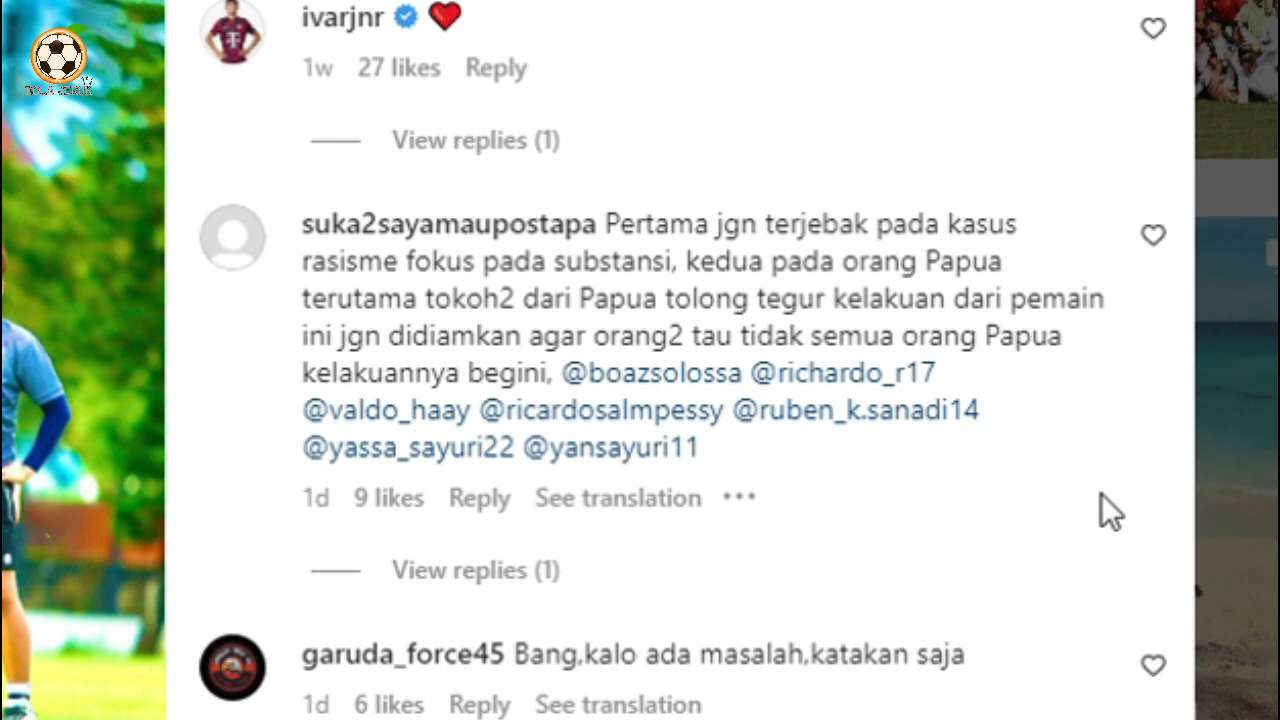 ivarjnr ❤️
1w 27 likes Reply
View replies (1)
suka2sayamaupostapa Pertama jgn terjebak pada kasus
rasisme fokus pada substansi, kedua pada orang Papua
terutama tokoh2 dari Papua tolong tegur kelakuan dari pemain
ini jgn didiamkan agar orang2 tau tidak semua orang Papua
kelakuannya begini, @boazsolossa @richardo_r17
@valdo_haay @ricardosalmpessy @ruben_k.sanadi14
@yassa_sayuri22 @yansayuri11
1d 9 likes Reply See translation •••
View replies (1)
garuda_force45 Bang,kalo ada masalah,katakan saja
1d 6 likes Reply See translation